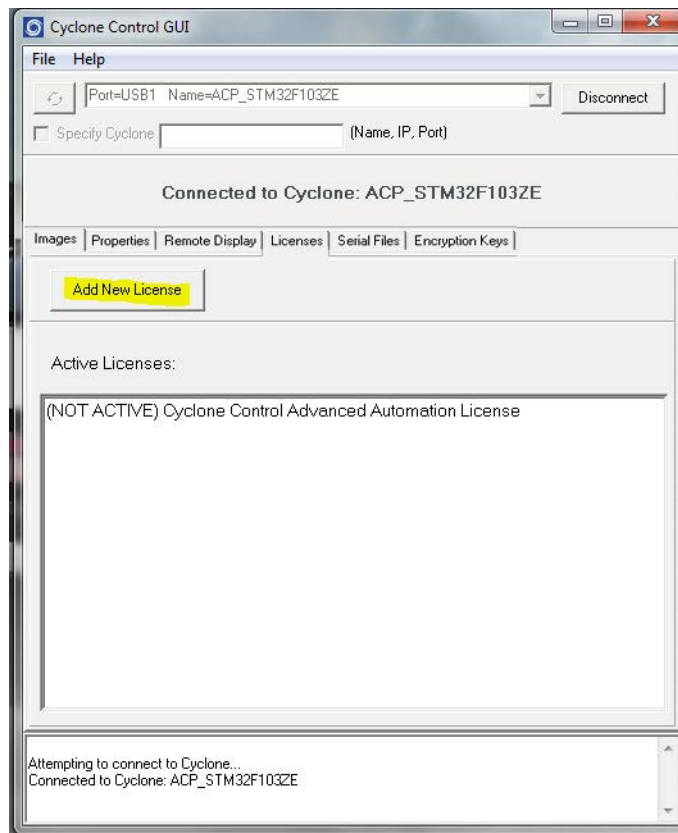 Cyclone Control GUI
File Help
Port=USB1 Name=ACP_STM32F103ZE
Disconnect
Specify Cyclone
(Name, IP, Port)
Connected to Cyclone: ACP_STM32F103ZE
Images Properties Remote Display Licenses Serial Files Encryption Keys
Add New License
Active Licenses:
(NOT ACTIVE) Cyclone Control Advanced Automation License
Attempting to connect to Cyclone...
Connected to Cyclone: ACP_STM32F103ZE